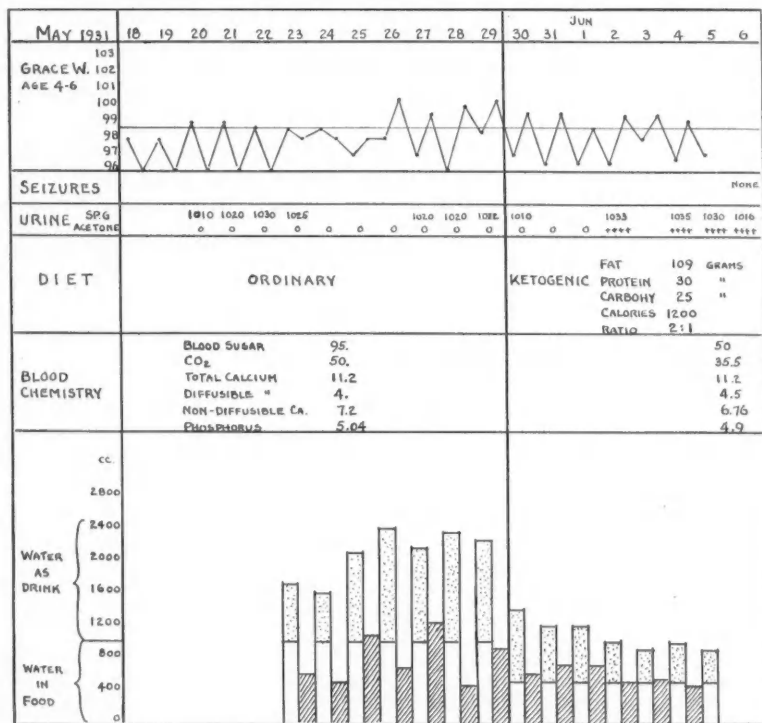 JUN
MAY 1931 18 19 20 21 22 23 24 25 26 27 28 29 30 31 1 2 3 4 5 6
GRACE W.
AGE 4-6
103
102
101
100
99
98
97
96
SEIZURES NONE
URINE SP.G 1010 1020 1030 1025 1020 1020 1022 1010 1033 1035 1030 1016
ACETONE 0 0 0 0 0 0 0 0 0 0 ++++ ++++ ++++ ++++
DIET ORDINARY KETOGENIC
FAT 109 GRAMS
PROTEIN 30 "
CARBOHY 25 "
CALORIES 1200
RATIO 2:1
BLOOD CHEMISTRY
BLOOD SUGAR 95. 50
CO2 50. 35.5
TOTAL CALCIUM 11.2 11.2
DIFFUSIBLE " 4. 4.5
NON-DIFFUSIBLE CA. 7.2 6.76
PHOSPHORUS 5.04 4.9
CC.
2800
2400
2000
1600
1200
800
400
0
WATER
AS
DRINK
WATER
IN
FOOD